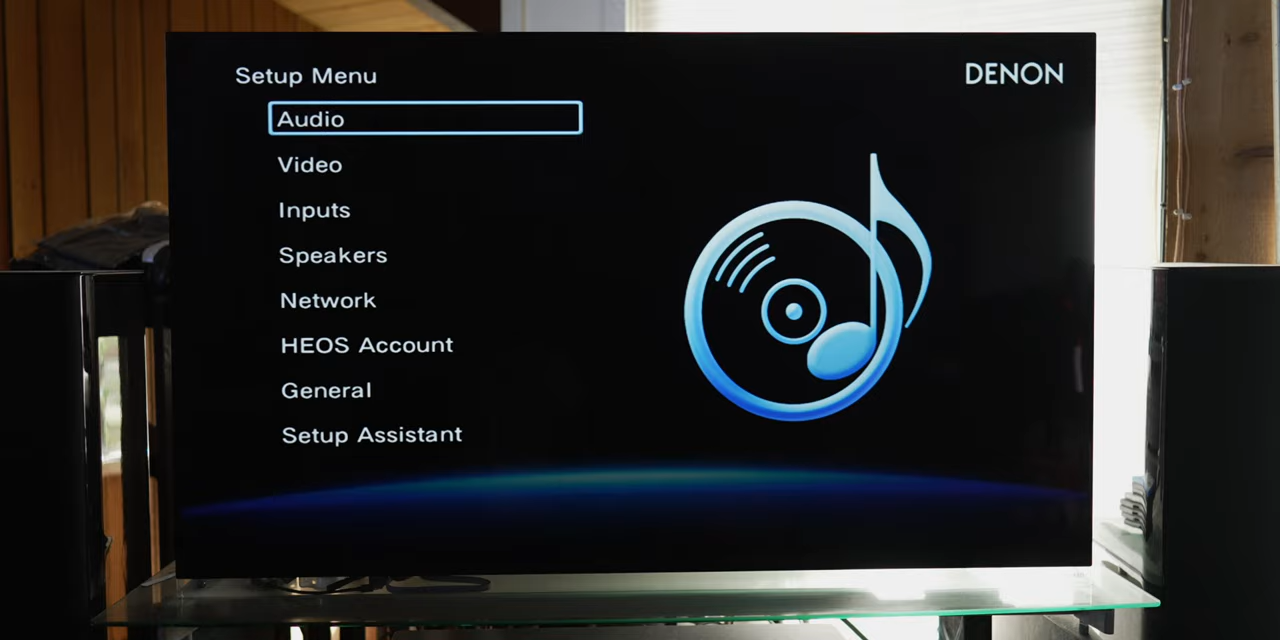 Setup Menu
DENON
Audio
Video
Inputs
Speakers
Network
HEOS Account
General
Setup Assistant